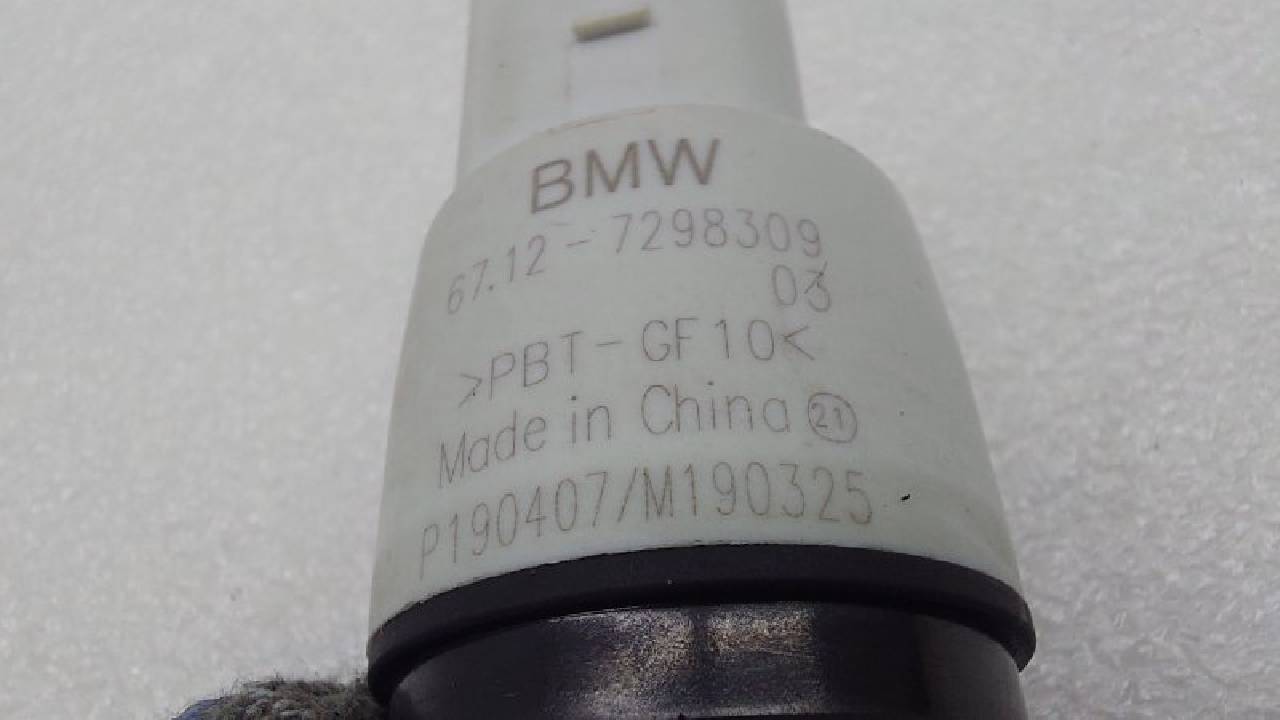 BMW
67.12-7298309
03
>PBT-GF10<
Made in China 21
P190407/M190325